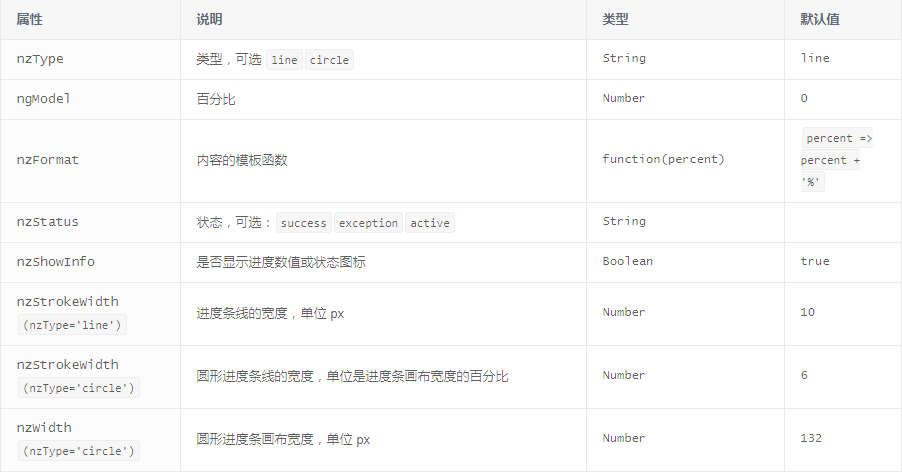 属性 说明 类型 默认值
nzType 类型，可选 line circle String line
ngModel 百分比 Number 0
nzFormat 内容的模板函数 function(percent) percent =>
percent +
'%'
nzStatus 状态，可选： success exception active String
nzShowInfo 是否显示进度数值或状态图标 Boolean true
nzStrokeWidth
(nzType='line') 进度条线的宽度，单位 px Number 10
nzStrokeWidth
(nzType='circle') 圆形进度条线的宽度，单位是进度条画布宽度的百分比 Number 6
nzWidth
(nzType='circle') 圆形进度条画布宽度，单位 px Number 132